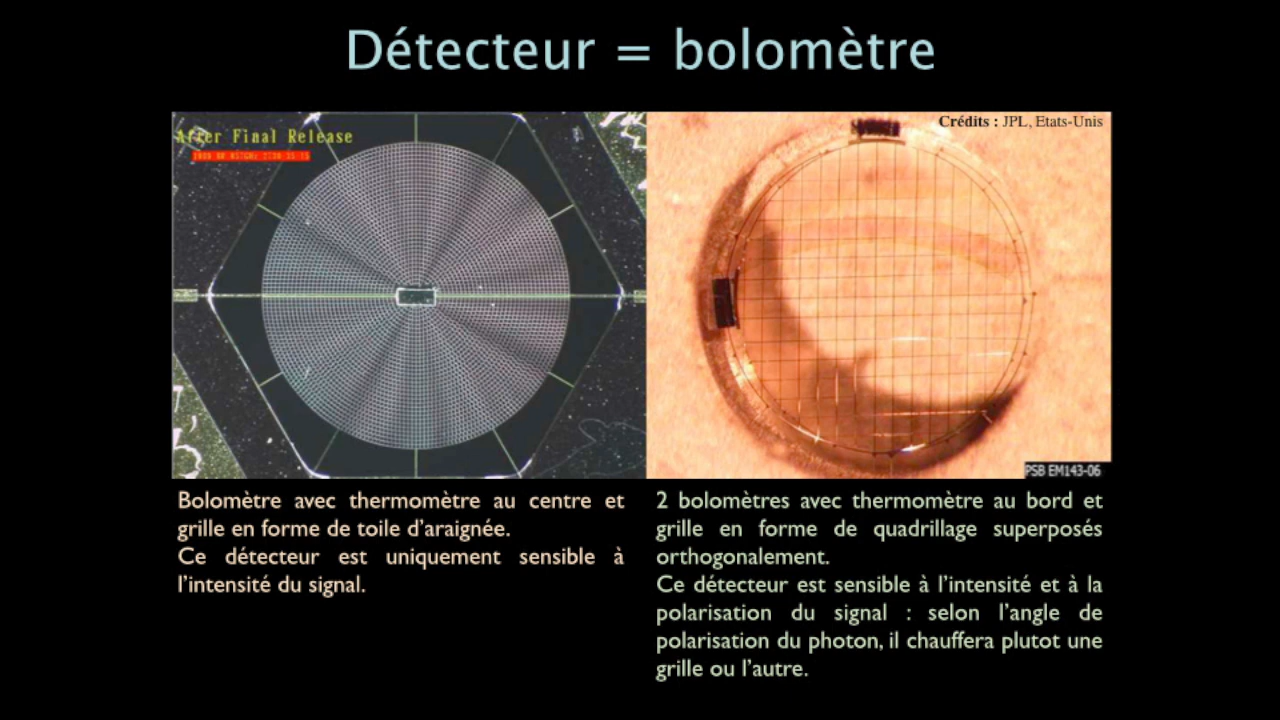 Détecteur = bolomètre
After Final Release
Crédits : JPL, Etats-Unis
PSB EM143-06
Bolomètre avec thermomètre au centre et
grille en forme de toile d'araignée.
Ce détecteur est uniquement sensible à
l'intensité du signal.
2 bolomètres avec thermomètre au bord et
grille en forme de quadrillage superposés
orthogonalement.
Ce détecteur est sensible à l'intensité et à la
polarisation du signal : selon l'angle de
polarisation du photon, il chauffera plutot une
grille ou l'autre.